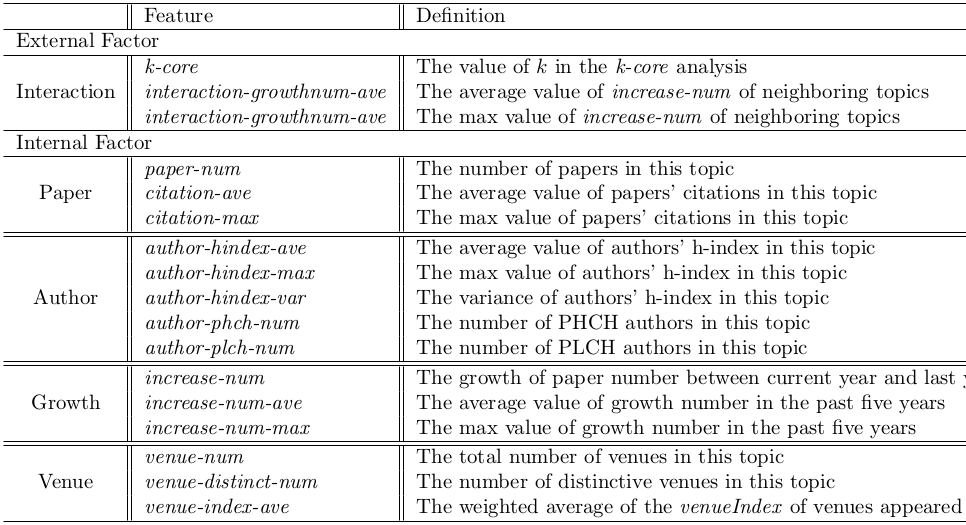 Feature Definition
External Factor
k-core The value of k in the k-core analysis
Interaction interaction-growthnum-ave The average value of increase-num of neighboring topics
interaction-growthnum-ave The max value of increase-num of neighboring topics
Internal Factor
paper-num The number of papers in this topic
Paper citation-ave The average value of papers' citations in this topic
citation-max The max value of papers' citations in this topic
author-hindex-ave The average value of authors' h-index in this topic
author-hindex-max The max value of authors' h-index in this topic
Author author-hindex-var The variance of authors' h-index in this topic
author-phch-num The number of PHCH authors in this topic
author-plch-num The number of PLCH authors in this topic
increase-num The growth of paper number between current year and last
Growth increase-num-ave The average value of growth number in the past five years
increase-num-max The max value of growth number in the past five years
venue-num The total number of venues in this topic
Venue venue-distinct-num The number of distinctive venues in this topic
venue-index-ave The weighted average of the venueIndex of venues appeared